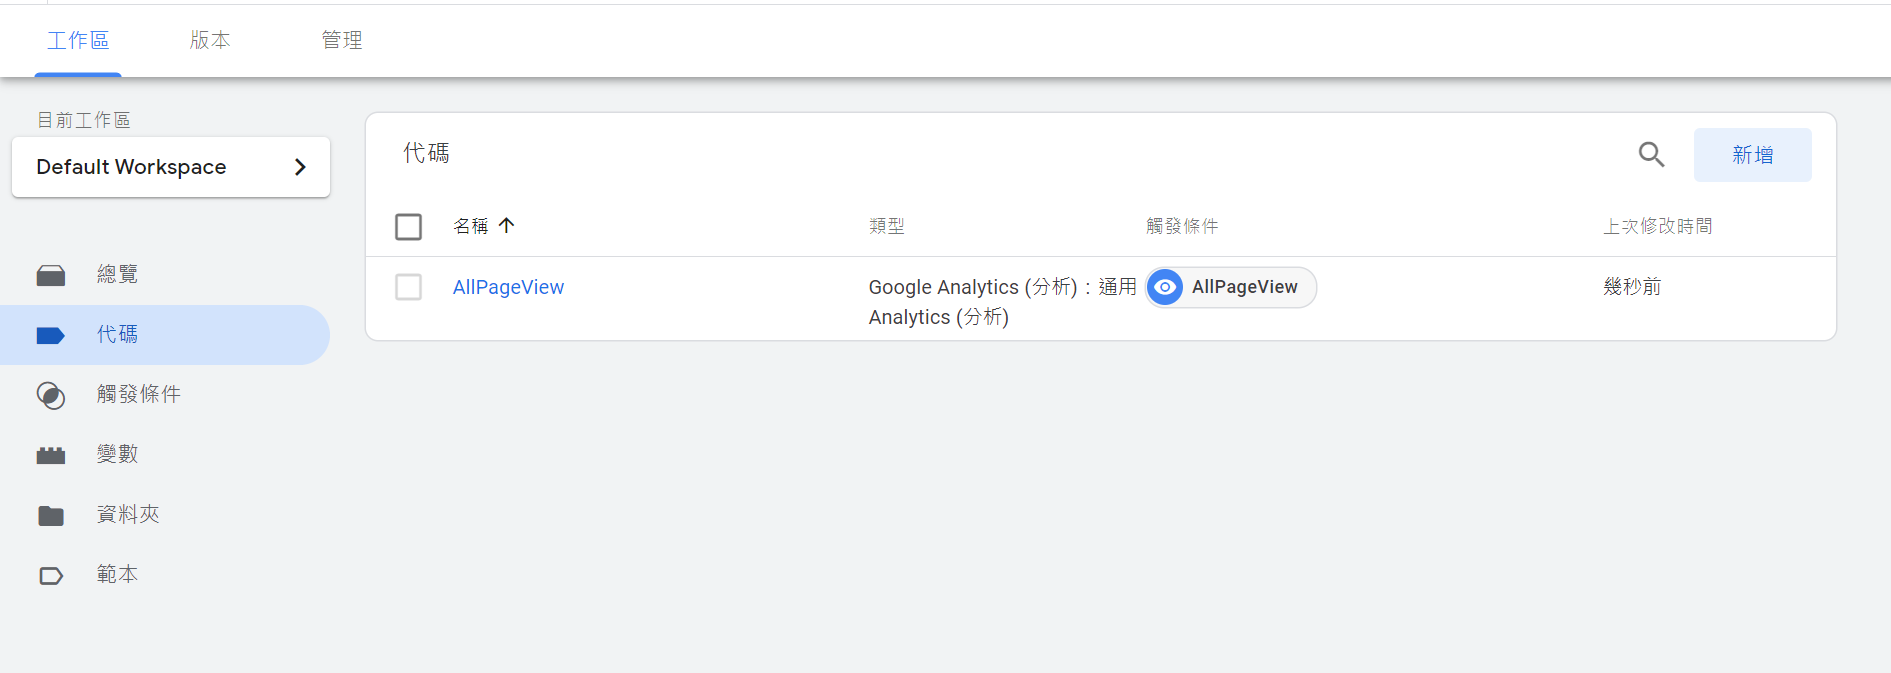 工作區 版本 管理
目前工作區
Default Workspace
總覽
代碼
觸發條件
變數
資料夾
範本
代碼 新增
名稱 類型 觸發條件 上次修改時間
AllPageView Google Analytics (分析)：通用 AllPageView 幾秒前
Analytics (分析)